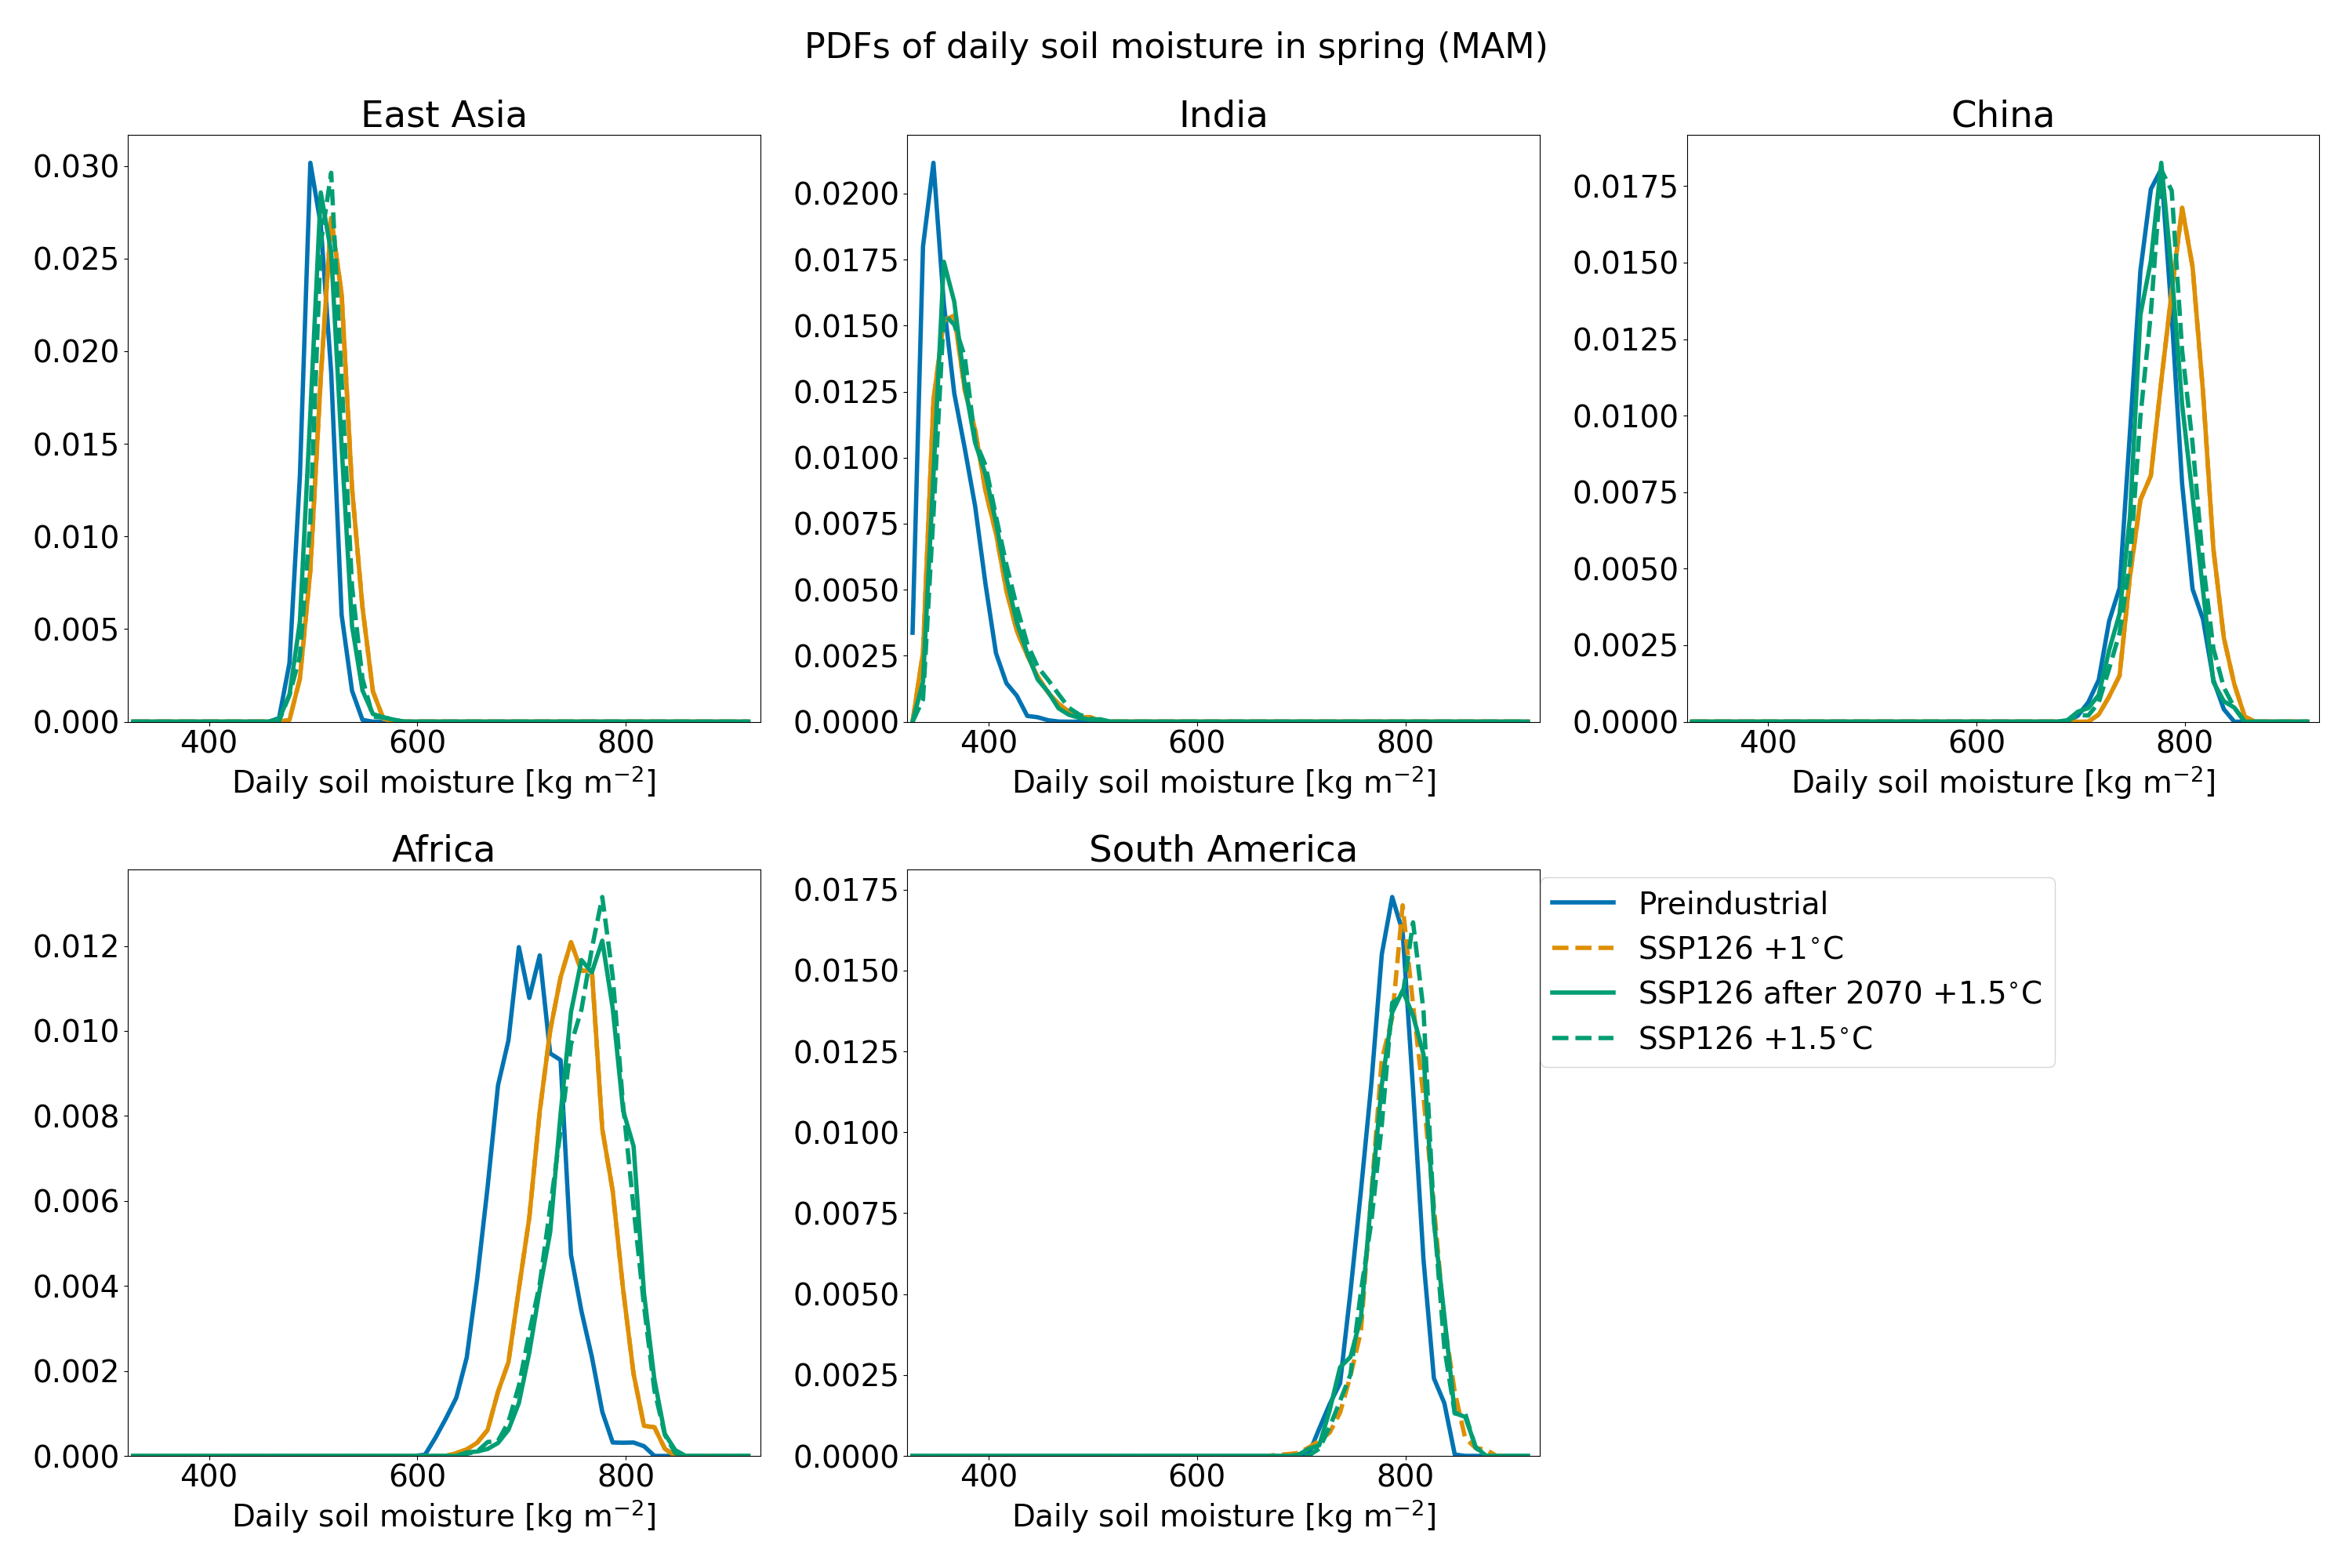 PDFs of daily soil moisture in spring (MAM)
East Asia
0.030
0.025
0.020
0.015
0.010
0.005
0.000
400 600 800
Daily soil moisture [kg m⁻²]
India
0.0200
0.0175
0.0150
0.0125
0.0100
0.0075
0.0050
0.0025
0.0000
400 600 800
Daily soil moisture [kg m⁻²]
China
0.0175
0.0150
0.0125
0.0100
0.0075
0.0050
0.0025
0.0000
400 600 800
Daily soil moisture [kg m⁻²]
Africa
0.012
0.010
0.008
0.006
0.004
0.002
0.000
400 600 800
Daily soil moisture [kg m⁻²]
South America
0.0175
0.0150
0.0125
0.0100
0.0075
0.0050
0.0025
0.0000
400 600 800
Daily soil moisture [kg m⁻²]
Preindustrial
SSP126 +1°C
SSP126 after 2070 +1.5°C
SSP126 +1.5°C